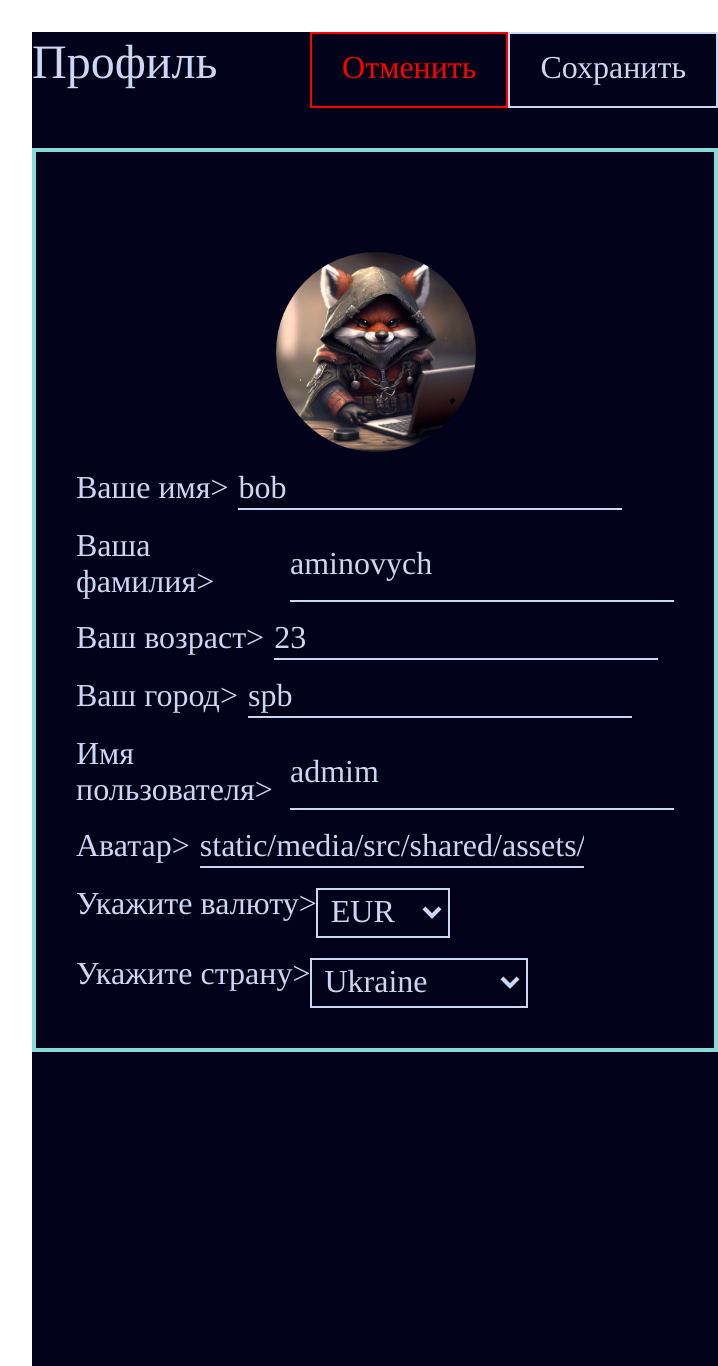 Профиль
Отменить
Сохранить
Ваше имя> bob
Ваша
фамилия>
aminovych
Ваш возраст> 23
Ваш город> spb
Имя
пользователя>
admim
Аватар> static/media/src/shared/assets/
Укажите валюту> EUR
Укажите страну> Ukraine